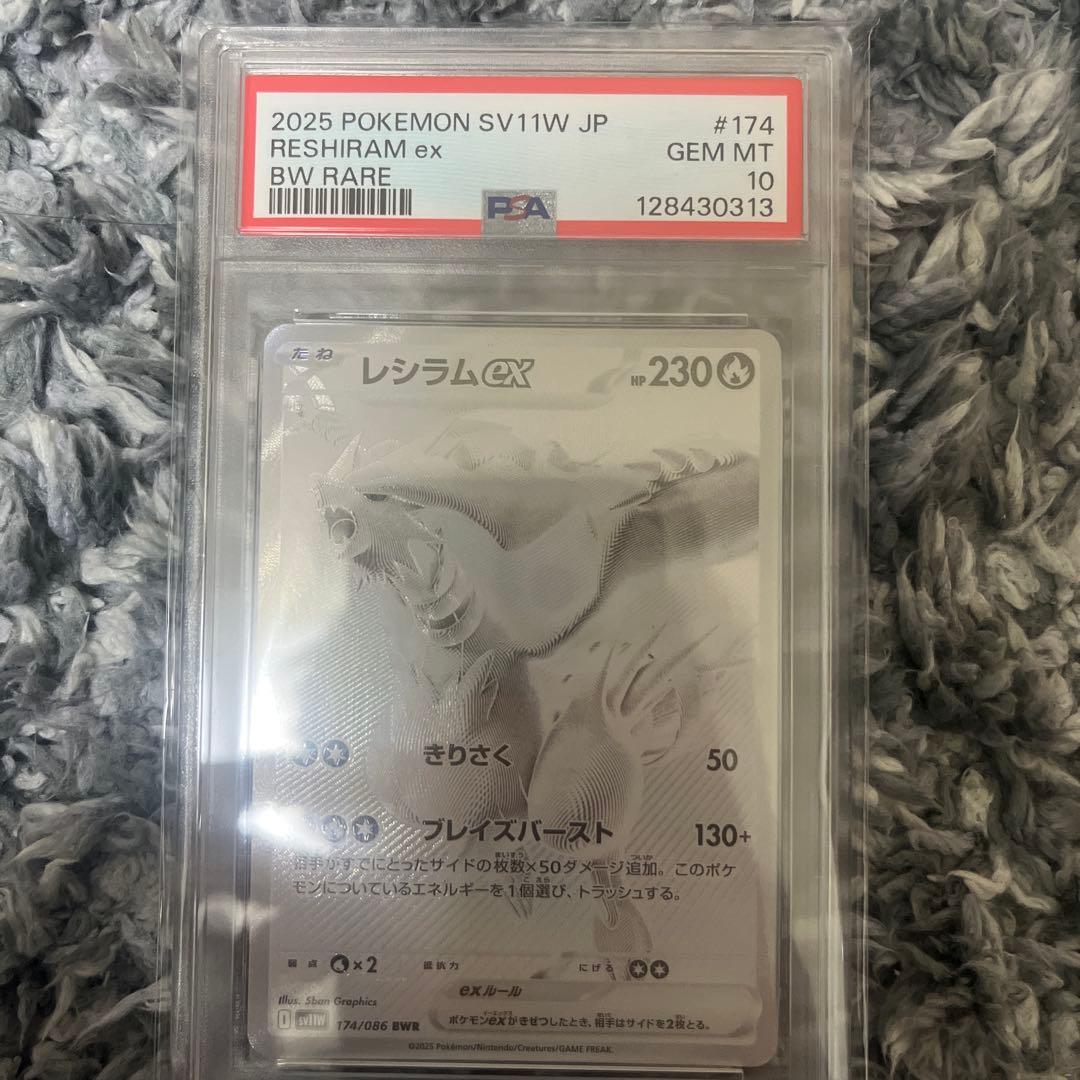 2025 POKEMON SV11W JP #174
RESHIRAM ex GEM MT
BW RARE 10
PSA 128430313
たね レシラムex HP 230
きりさく 50
ブレイズバースト 130+
相手がすでにとったサイドの枚数×50ダメージ追加。このポケ
モンについているエネルギーを1個選び、トラッシュする。
弱点 ×2 抵抗力 にげる
exルール
Illus. 5ban Graphics
ポケモンexがきぜつしたとき、相手はサイドを2枚とる。
I sv11W 174/086 BWR
©2025 Pokémon/Nintendo/Creatures/GAME FREAK.